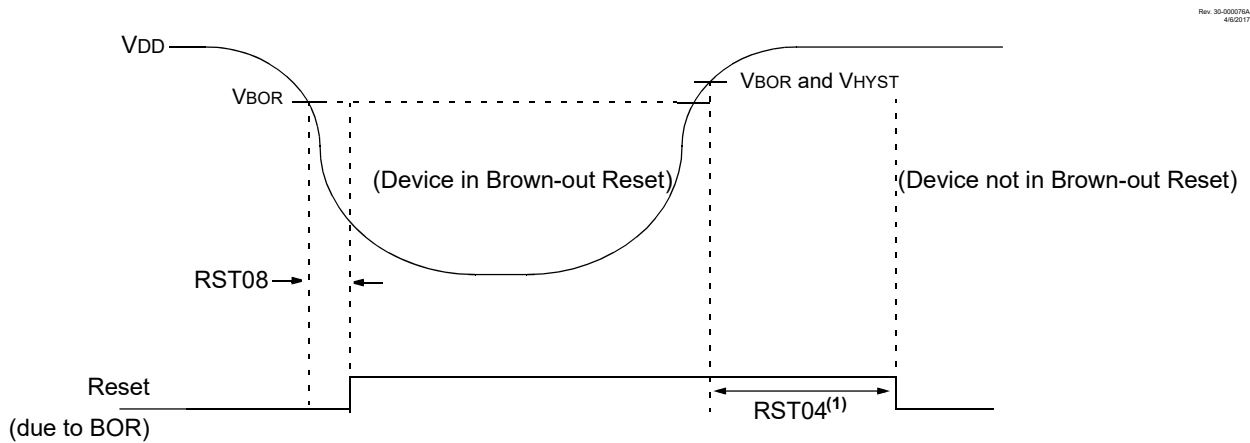 Rev. 30-000076A
4/6/2017
VDD
VBOR
VBOR and VHYST
(Device in Brown-out Reset)
(Device not in Brown-out Reset)
RST08
Reset
(due to BOR)
RST04(1)